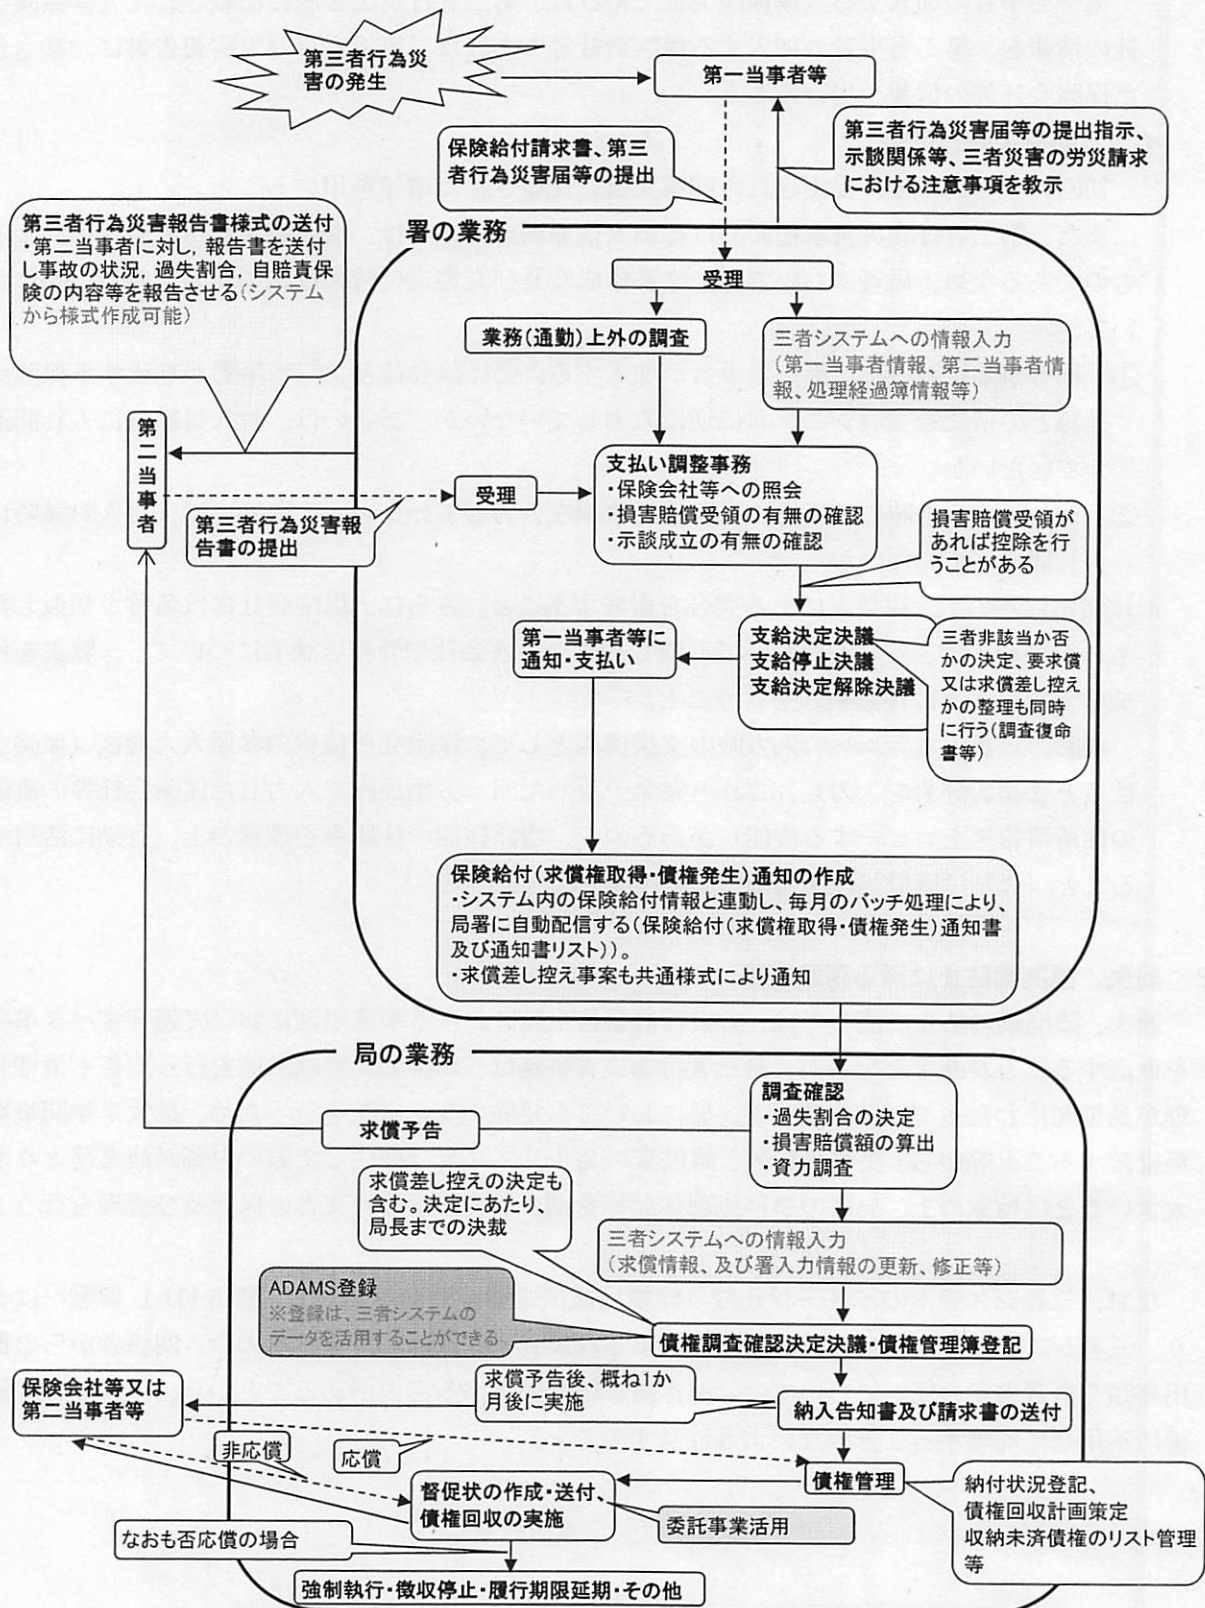 第三者行為災
害の発生
第一当事者等
保険給付請求書、第三
者行為災害届等の提出
第三者行為災害届等の提出指示、
示談関係等、三者災害の労災請求
における注意事項を教示
第三者行為災害報告書様式の送付
・第二当事者に対し，報告書を送付
し事故の状況，過失割合，自賠責保
険の内容等を報告させる（システム
から様式作成可能）
署の業務
受理
業務（通勤）上外の調査
三者システムへの情報入力
（第一当事者情報、第二当事者情
報、処理経過簿情報等）
第二当事者
受理
第三者行為災害報
告書の提出
支払い調整事務
・保険会社等への照会
・損害賠償受領の有無の確認
・示談成立の有無の確認
損害賠償受領が
あれば控除を行
うことがある
第一当事者等に
通知・支払い
支給決定決議
支給停止決議
支給決定解除決議
三者非該当か否
かの決定、要求償
又は求償差し控え
かの整理も同時
に行う（調査復命
書等）
保険給付（求償権取得・債権発生）通知の作成
・システム内の保険給付情報と連動し、毎月のバッチ処理により、
局署に自動配信する（保険給付（求償権取得・債権発生）通知書
及び通知書リスト））。
・求償差し控え事案も共通様式により通知
局の業務
調査確認
・過失割合の決定
・損害賠償額の算出
・資力調査
求償予告
求償差し控えの決定も
含む。決定にあたり、
局長までの決裁
三者システムへの情報入力
（求償情報、及び署入力情報の更新、修正等）
ADAMS登録
※登録は、三者システムの
データを活用することができる
債権調査確認決定決議・債権管理簿登記
保険会社等又は
第二当事者等
求償予告後、概ね1か
月後に実施
納入告知書及び請求書の送付
非応償
応償
債権管理
督促状の作成・送付、
債権回収の実施
委託事業活用
納付状況登記、
債権回収計画策定
収納未済債権のリスト管理
等
なおも否応償の場合
強制執行・徴収停止・履行期限延期・その他